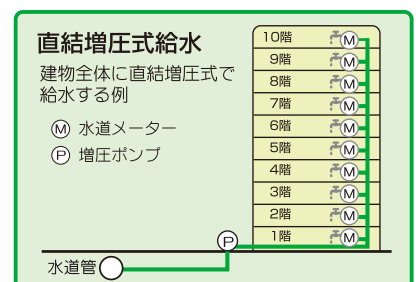 直結増圧式給水
建物全体に直結増圧式で
給水する例
Ⓜ 水道メーター
Ⓟ 増圧ポンプ
10階 Ⓜ
9階 Ⓜ
8階 Ⓜ
7階 Ⓜ
6階 Ⓜ
5階 Ⓜ
4階 Ⓜ
3階 Ⓜ
2階 Ⓜ
1階 Ⓜ
Ⓟ
水道管